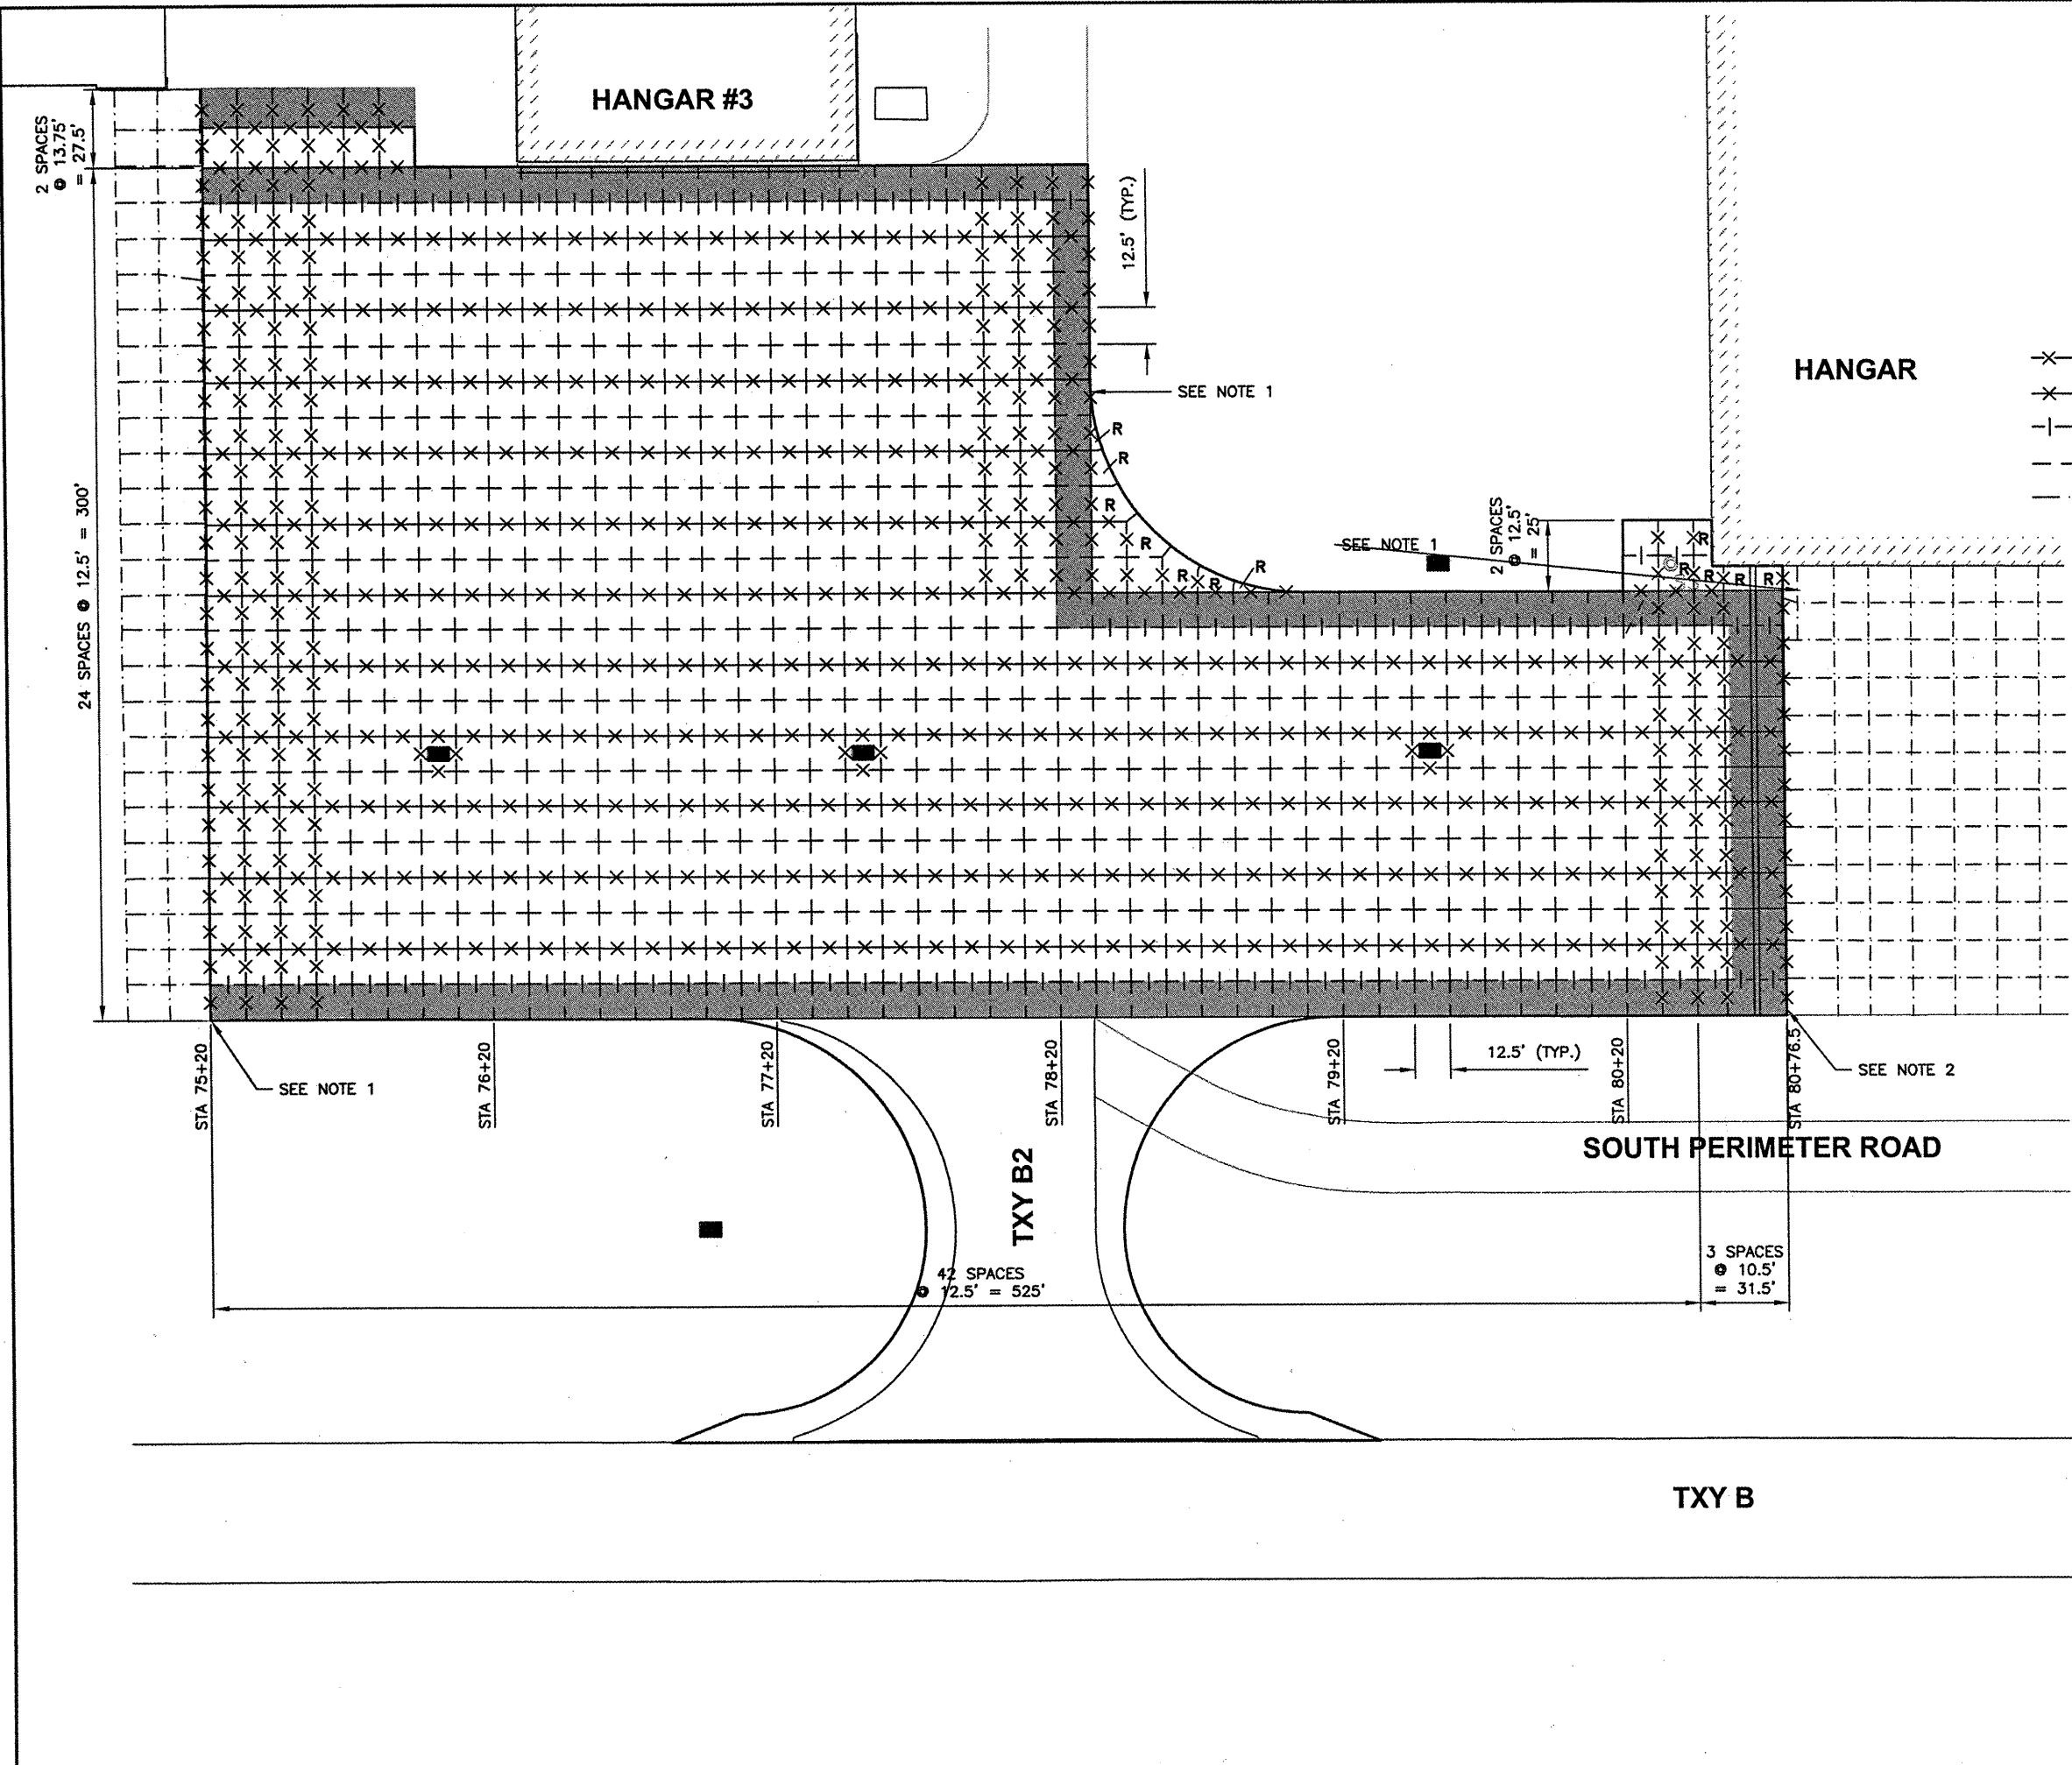 HANGAR #3
2 SPACES
@ 13.75'
= 27.5'
12.5' (TYP.)
HANGAR
SEE NOTE 1
R
R
R
R
R
R
R
SEE NOTE 1
2 SPACES
@ 12.5'
= 25'
R
R
R
R
R
24 SPACES @ 12.5' = 300'
STA 75+20
STA 76+20
STA 77+20
STA 78+20
STA 79+20
STA 80+20
STA 80+76.5
12.5' (TYP.)
SEE NOTE 1
SEE NOTE 2
SOUTH PERIMETER ROAD
TXY B2
42 SPACES
@ 12.5' = 525'
3 SPACES
@ 10.5'
= 31.5'
TXY B